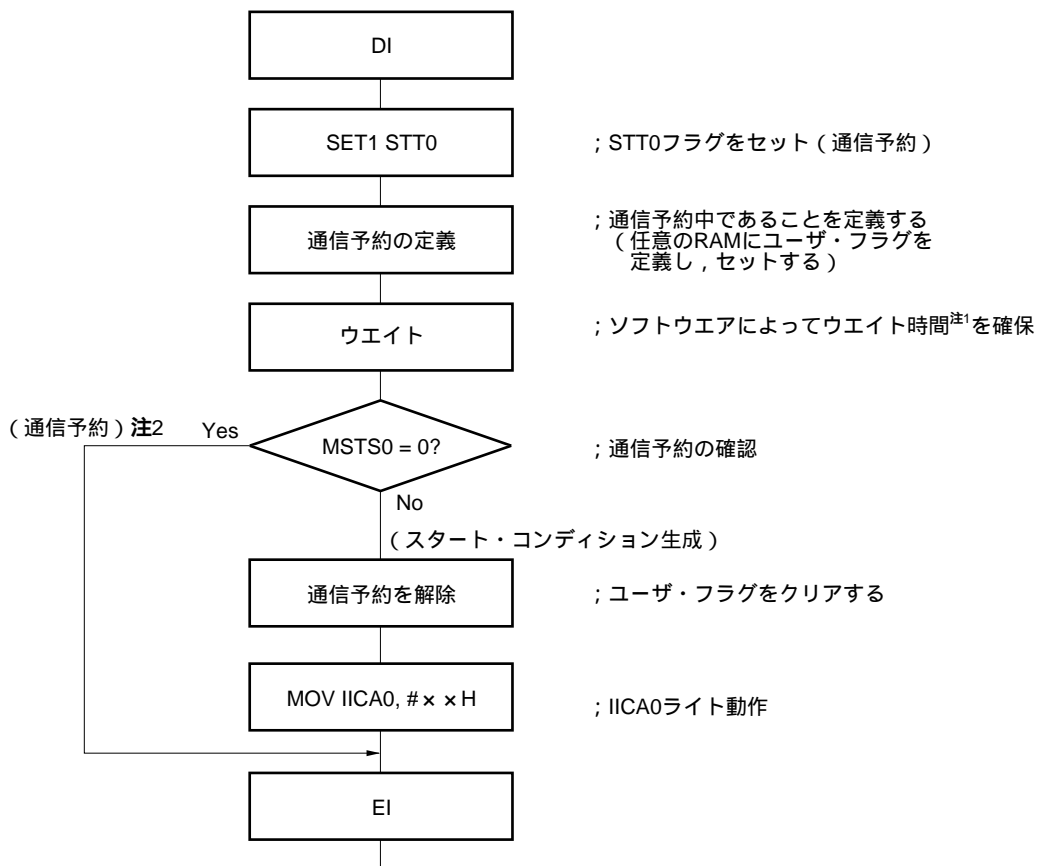 DI
SET1 STT0
；STT0フラグをセット（通信予約）
通信予約の定義
；通信予約中であることを定義する
（任意のRAMにユーザ・フラグを
定義し，セットする）
ウエイト
；ソフトウエアによってウエイト時間注1を確保
（通信予約）注2 Yes
MSTS0 = 0?
；通信予約の確認
No
（スタート・コンディション生成）
通信予約を解除
；ユーザ・フラグをクリアする
MOV IICA0, #××H
；IICA0ライト動作
EI